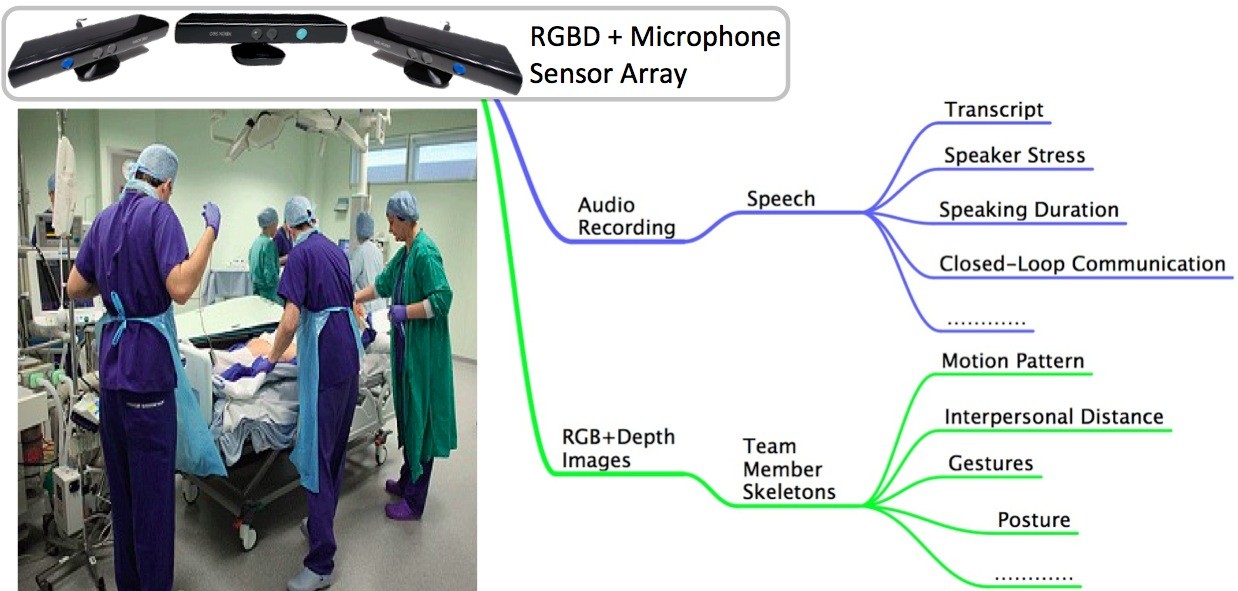 RGBD + Microphone
Sensor Array
Transcript
Speaker Stress
Audio
Recording
Speech
Speaking Duration
Closed-Loop Communication
............
Motion Pattern
Interpersonal Distance
RGB+Depth
Images
Team
Member
Skeletons
Gestures
Posture
............